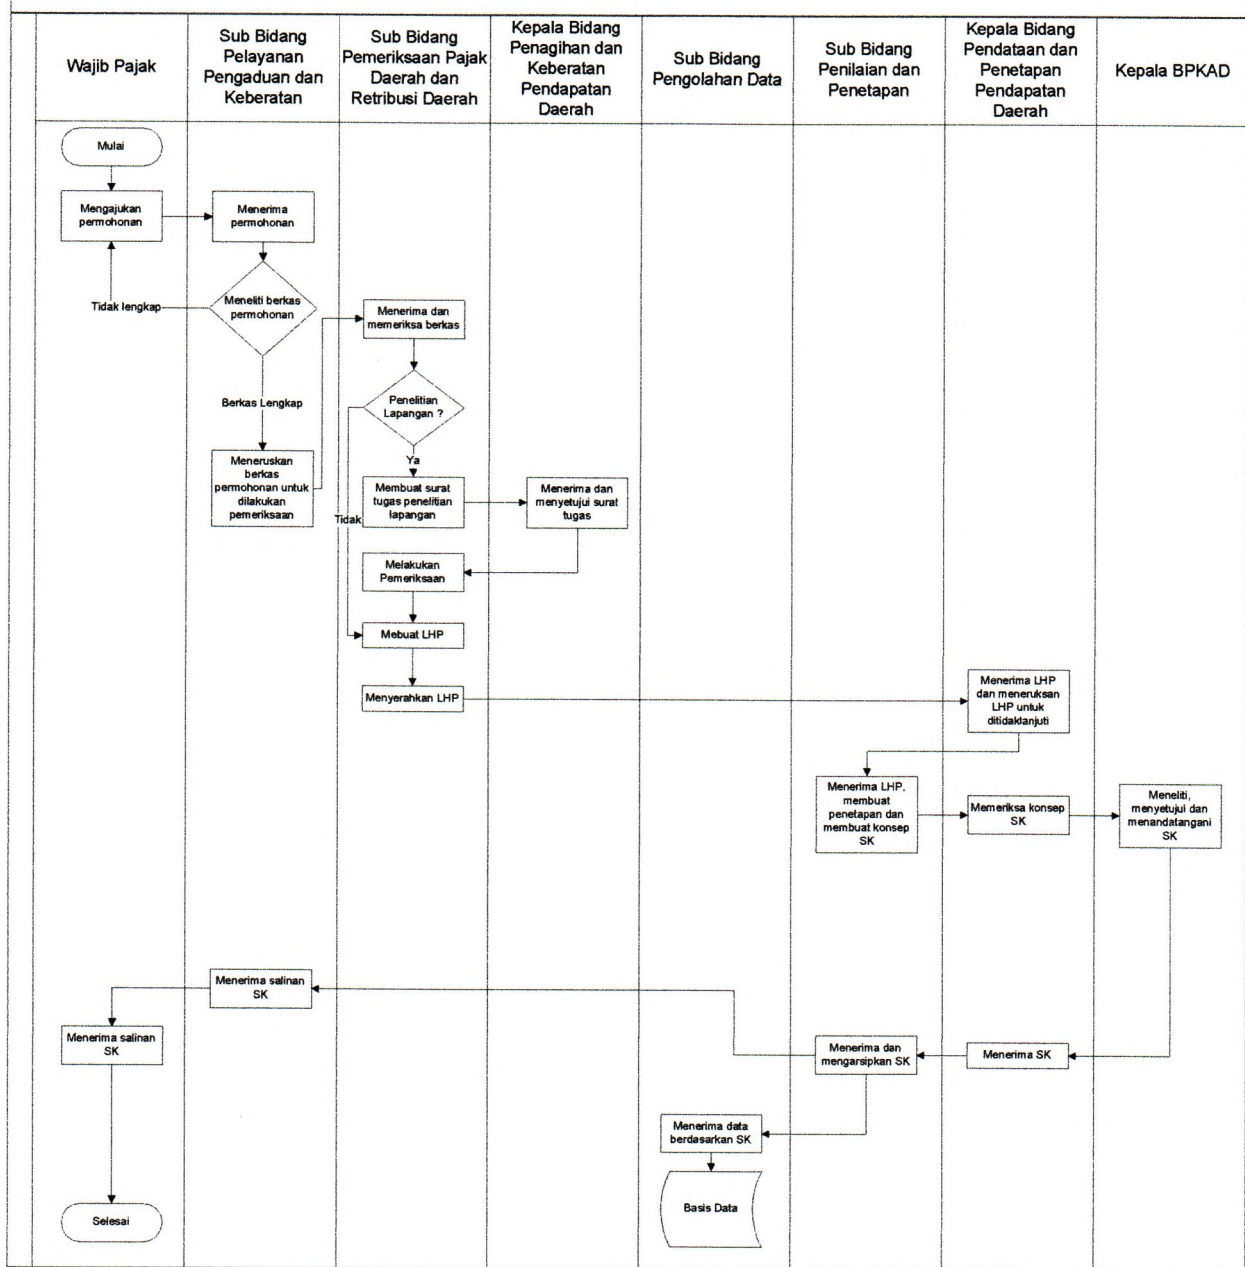 Wajib Pajak
Sub Bidang
Pelayanan
Pengaduan dan
Keberatan
Sub Bidang
Pemeriksaan Pajak
Daerah dan
Retribusi Daerah
Kepala Bidang
Penagihan dan
Keberatan
Pendapatan
Daerah
Sub Bidang
Pengolahan Data
Sub Bidang
Penilaian dan
Penetapan
Kepala Bidang
Pendataan dan
Penetapan
Pendapatan
Daerah
Kepala BPKAD
Mulai
Mengajukan
permohonan
Menerima
permohonan
Tidak lengkap
Meneliti berkas
permohonan
Menerima dan
memeriksa berkas
Berkas Lengkap
Penelitian
Lapangan ?
Ya
Meneruskan
berkas
permohonan untuk
dilakukan
pemeriksaan
Tidak
Membuat surat
tugas penelitian
lapangan
Menerima dan
menyetujui surat
tugas
Melakukan
Pemeriksaan
Mebuat LHP
Menyerahkan LHP
Menerima LHP
dan meneruksan
LHP untuk
ditidaklanjuti
Menerima LHP,
membuat
penetapan dan
membuat konsep
SK
Memeriksa konsep
SK
Meneliti,
menyetujui dan
menandatangani
SK
Menerima salinan
SK
Menerima salinan
SK
Menerima dan
mengarsipkan SK
Menerima SK
Menerima data
berdasarkan SK
Basis Data
Selesai